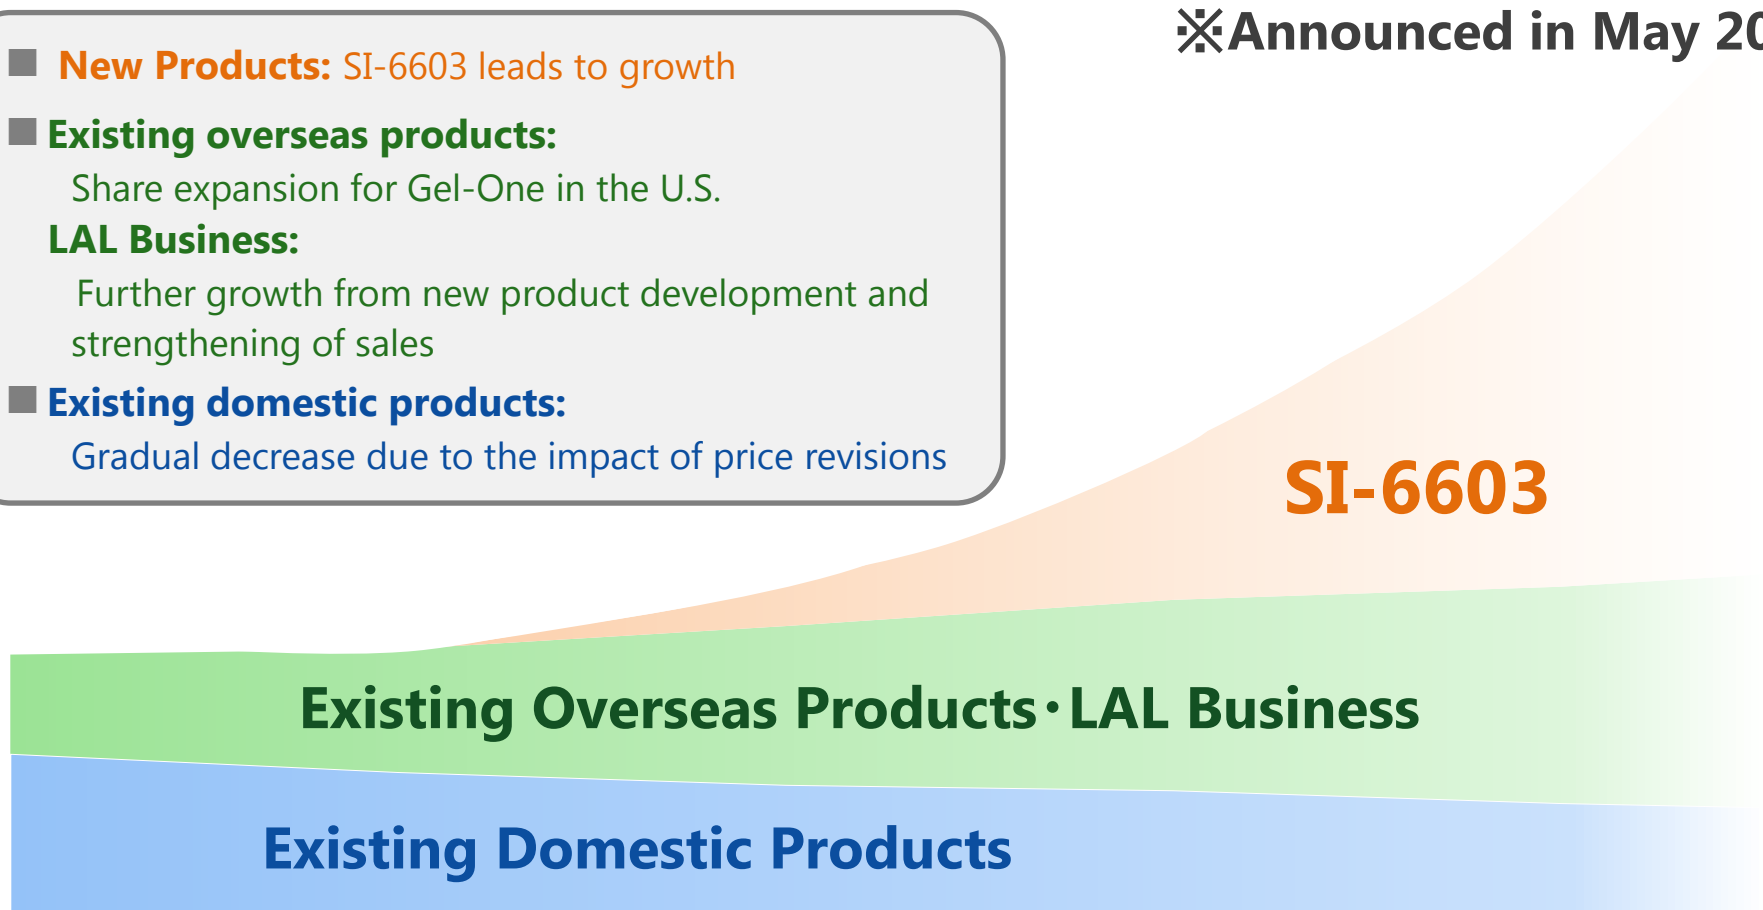 ※Announced in May 20
■ New Products: SI-6603 leads to growth
■ Existing overseas products:
Share expansion for Gel-One in the U.S.
LAL Business:
Further growth from new product development and
strengthening of sales
■ Existing domestic products:
Gradual decrease due to the impact of price revisions
SI-6603
Existing Overseas Products・LAL Business
Existing Domestic Products